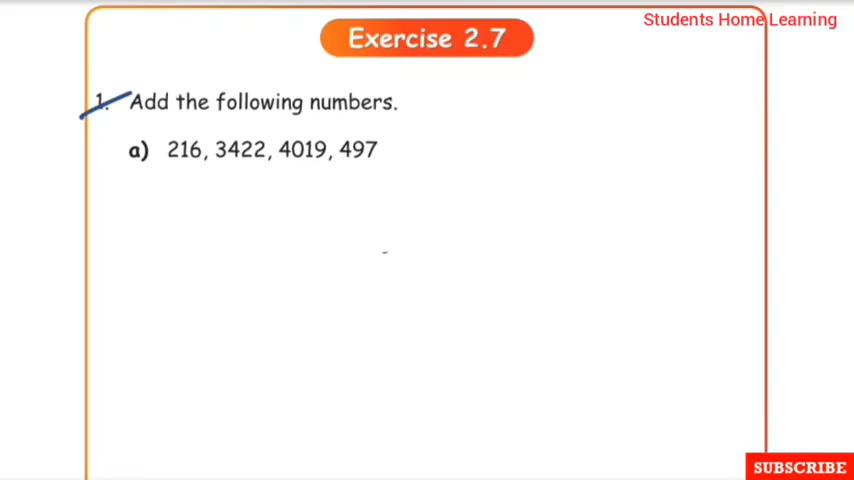 Students Home Learning
Exercise 2.7
1. Add the following numbers.
a) 216, 3422, 4019, 497
SUBSCRIBE